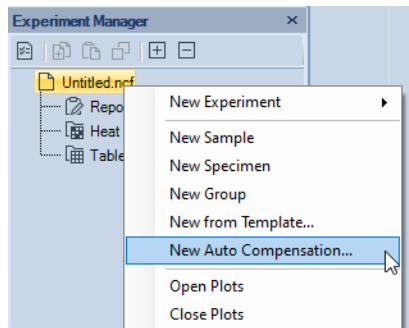 Experiment Manager
Untitled.ncf
Repo
Heat
Table
New Experiment
New Sample
New Specimen
New Group
New from Template...
New Auto Compensation...
Open Plots
Close Plots